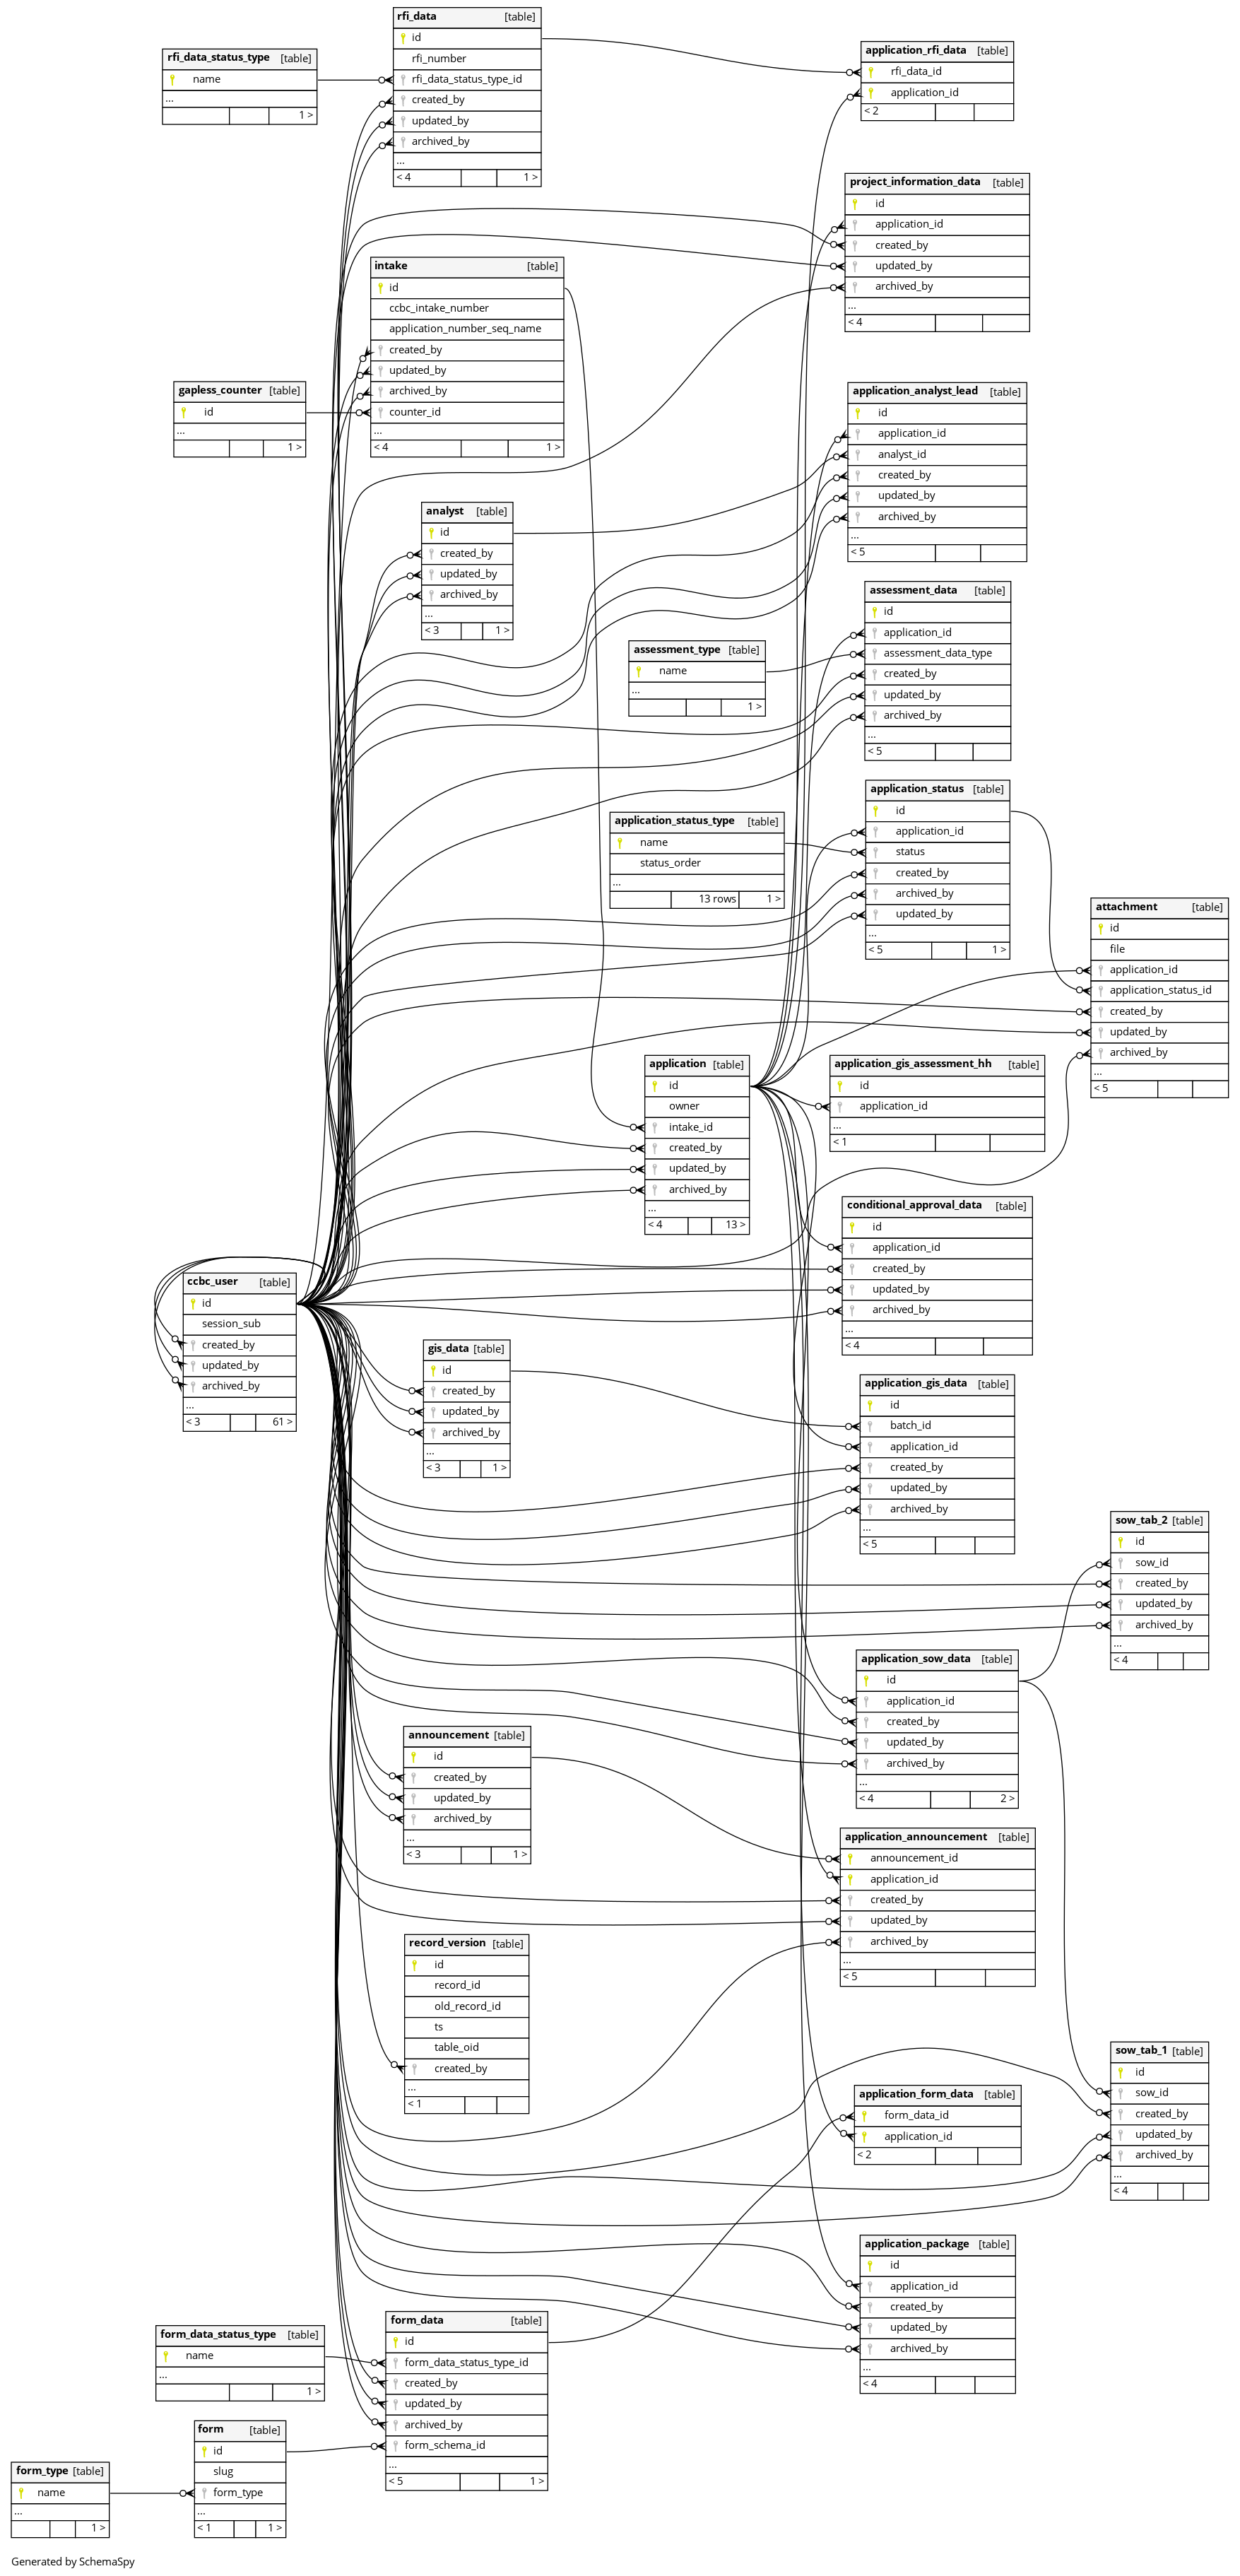 rfi_data [table]
id
rfi_number
rfi_data_status_type_id
created_by
updated_by
archived_by
...
< 4 1 >
rfi_data_status_type [table]
name
...
1 >
application_rfi_data [table]
rfi_data_id
application_id
< 2
project_information_data [table]
id
application_id
created_by
updated_by
archived_by
...
< 4
intake [table]
id
ccbc_intake_number
application_number_seq_name
created_by
updated_by
archived_by
counter_id
...
< 4 1 >
gapless_counter [table]
id
...
1 >
application_analyst_lead [table]
id
application_id
analyst_id
created_by
updated_by
archived_by
...
< 5
analyst [table]
id
created_by
updated_by
archived_by
...
< 3 1 >
assessment_data [table]
id
application_id
assessment_data_type
created_by
updated_by
archived_by
...
< 5
assessment_type [table]
name
...
1 >
application_status [table]
id
application_id
status
created_by
archived_by
updated_by
...
< 5 1 >
application_status_type [table]
name
status_order
...
13 rows 1 >
attachment [table]
id
file
application_id
application_status_id
created_by
updated_by
archived_by
...
< 5
application [table]
id
owner
intake_id
created_by
updated_by
archived_by
...
< 4 13 >
application_gis_assessment_hh [table]
id
application_id
...
< 1
conditional_approval_data [table]
id
application_id
created_by
updated_by
archived_by
...
< 4
ccbc_user [table]
id
session_sub
created_by
updated_by
archived_by
...
< 3 61 >
gis_data [table]
id
created_by
updated_by
archived_by
...
< 3 1 >
application_gis_data [table]
id
batch_id
application_id
created_by
updated_by
archived_by
...
< 5
sow_tab_2 [table]
id
sow_id
created_by
updated_by
archived_by
...
< 4
application_sow_data [table]
id
application_id
created_by
updated_by
archived_by
...
< 4 2 >
announcement [table]
id
created_by
updated_by
archived_by
...
< 3 1 >
application_announcement [table]
announcement_id
application_id
created_by
updated_by
archived_by
...
< 5
record_version [table]
id
record_id
old_record_id
ts
table_oid
created_by
...
< 1
sow_tab_1 [table]
id
sow_id
created_by
updated_by
archived_by
...
< 4
application_form_data [table]
form_data_id
application_id
< 2
application_package [table]
id
application_id
created_by
updated_by
archived_by
...
< 4
form_data [table]
id
form_data_status_type_id
created_by
updated_by
archived_by
form_schema_id
...
< 5 1 >
form_data_status_type [table]
name
...
1 >
form [table]
id
slug
form_type
...
< 1 1 >
form_type [table]
name
...
1 >
Generated by SchemaSpy